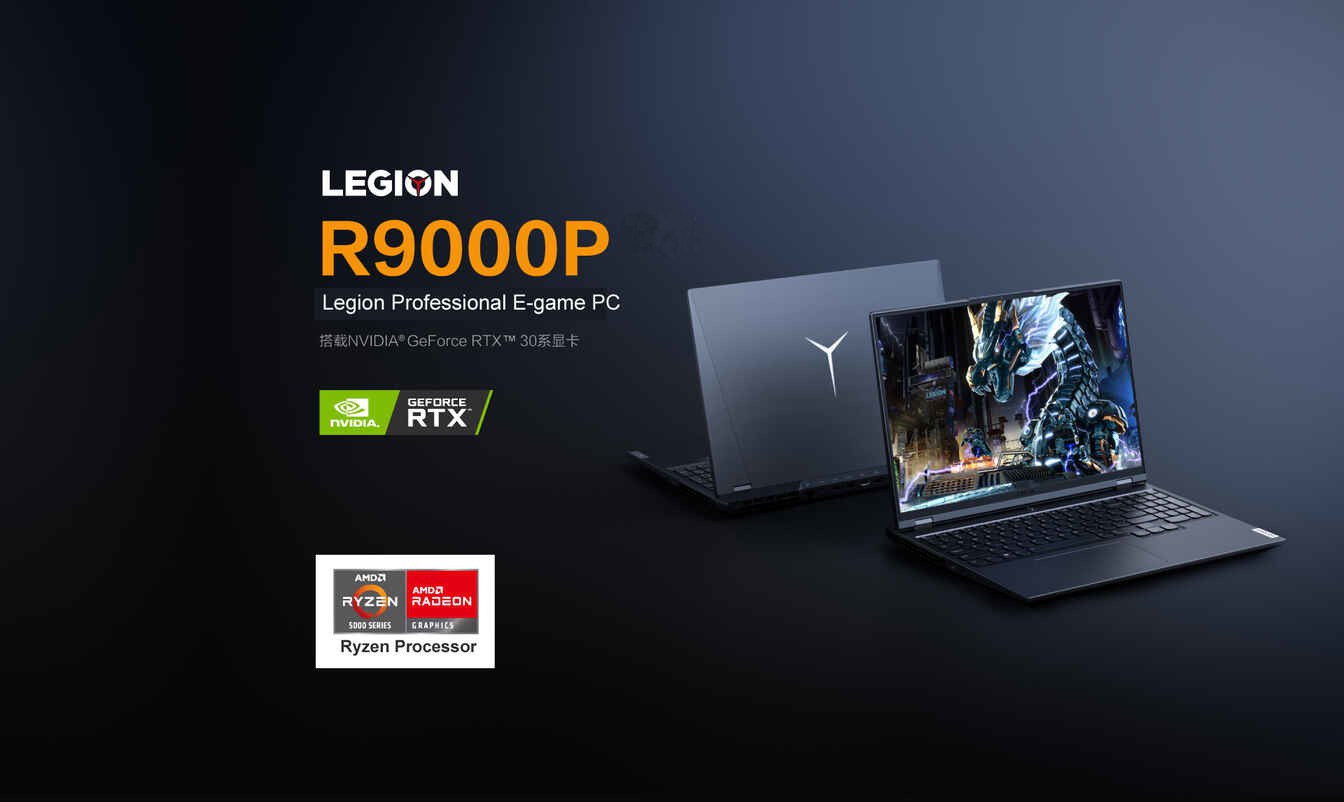 LEGION
R9000P
Legion Professional E-game PC
搭载NVIDIA® GeForce RTX™ 30系显卡
NVIDIA.
GEFORCE
RTX™
AMD
RYZEN
5000 SERIES
AMD
RADEON
GRAPHICS
Ryzen Processor